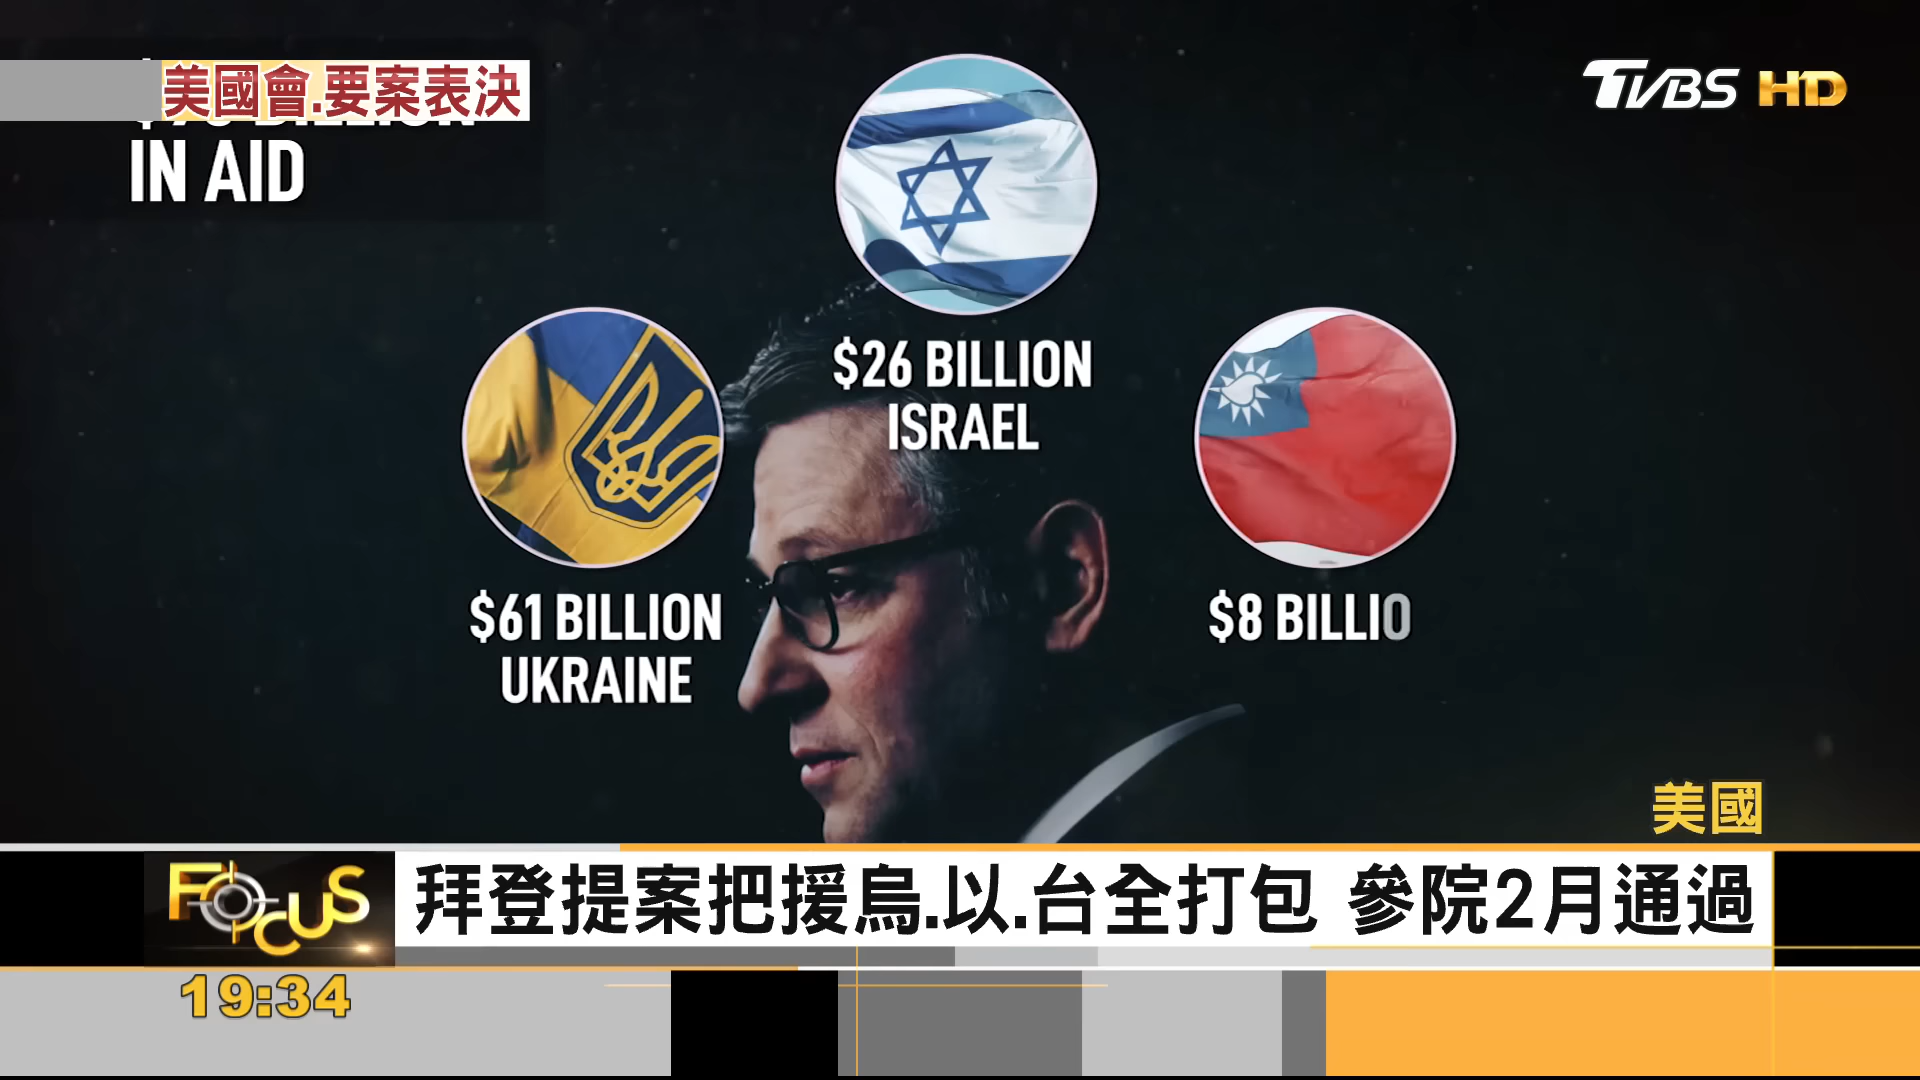 美國會.要案表決
TVBS HD
IN AID
$26 BILLION
ISRAEL
$61 BILLION
UKRAINE
$8 BILLIO
美國
FOCUS
拜登提案把援烏.以.台全打包 參院2月通過
19:34